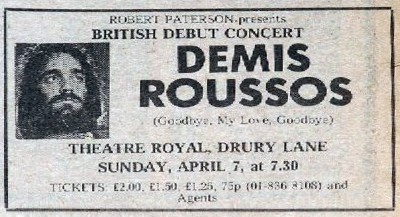 ROBERT PATERSON presents
BRITISH DEBUT CONCERT
DEMIS
ROUSSOS
(Goodbye, My Love, Goodbye)
THEATRE ROYAL, DRURY LANE
SUNDAY, APRIL 7, at 7.30
TICKETS: £2.00, £1.50, £1.25, 75p (01-836 8108) and
Agents